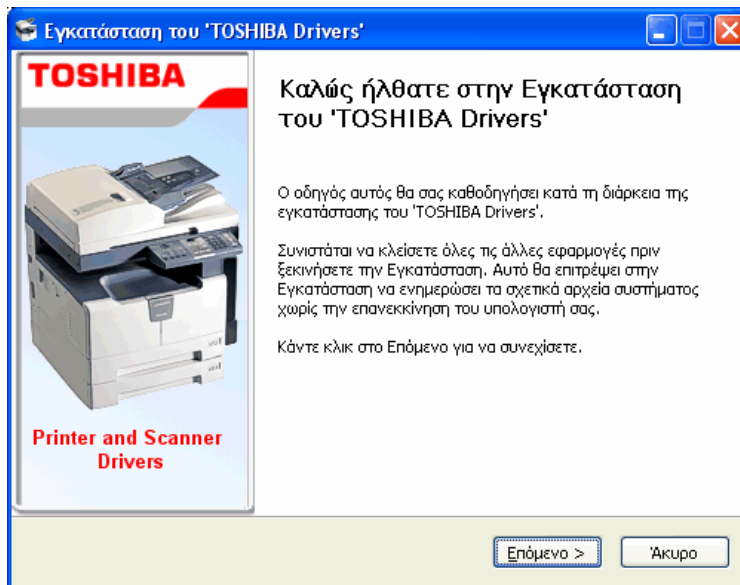 Εγκατάσταση του 'TOSHIBA Drivers'
TOSHIBA
Printer and Scanner
Drivers
Καλώς ήλθατε στην Εγκατάσταση
του 'TOSHIBA Drivers'
Ο οδηγός αυτός θα σας καθοδηγήσει κατά τη διάρκεια της
εγκατάστασης του 'TOSHIBA Drivers'.
Συνιστάται να κλείσετε όλες τις άλλες εφαρμογές πριν
ξεκινήσετε την Εγκατάσταση. Αυτό θα επιτρέψει στην
Εγκατάσταση να ενημερώσει τα σχετικά αρχεία συστήματος
χωρίς την επανεκκίνηση του υπολογιστή σας.
Κάντε κλικ στο Επόμενο για να συνεχίσετε.
Επόμενο >
Άκυρο